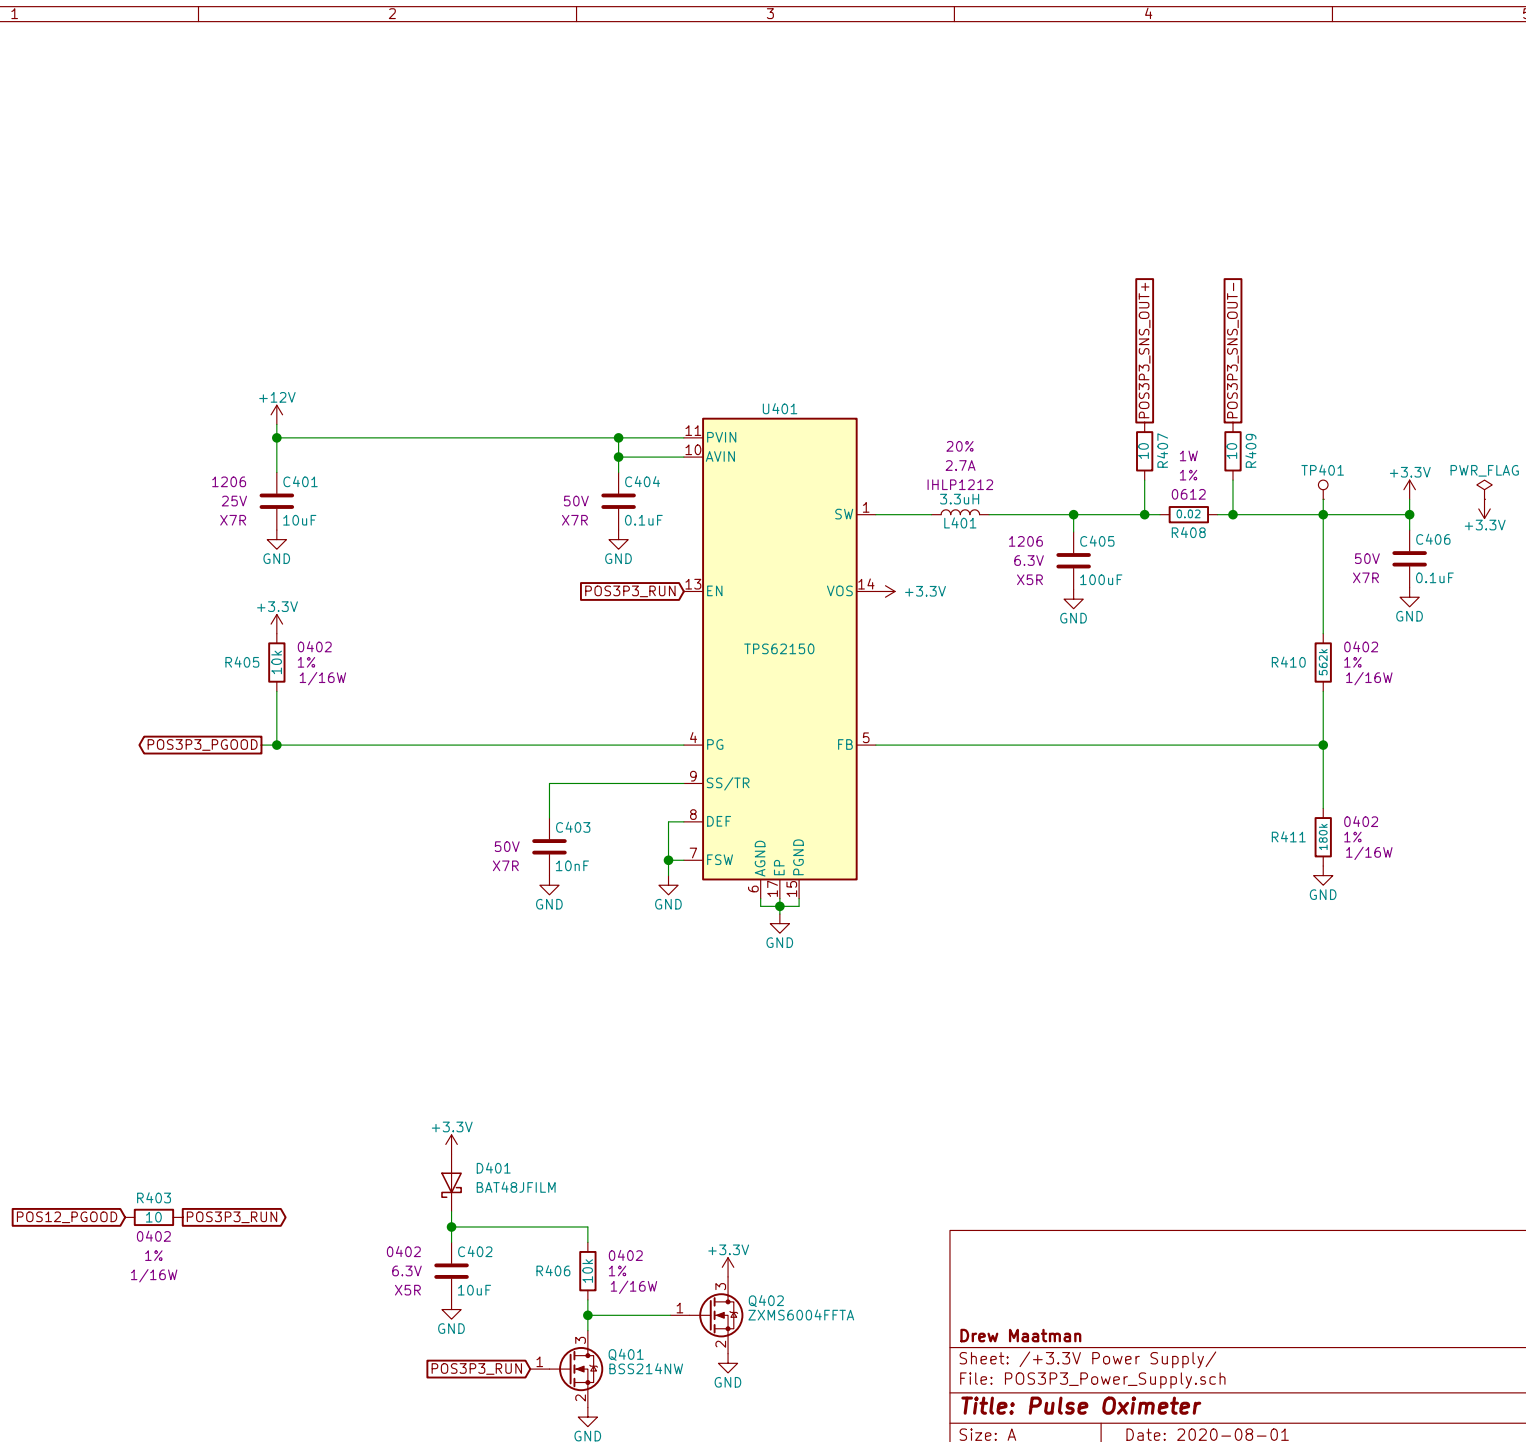 1 2 3 4 5
POS3P3_SNS_OUT+
POS3P3_SNS_OUT-
10
R407
10
R409
+12V
1206
25V
X7R
C401
10uF
GND
50V
X7R
C404
0.1uF
GND
U401
TPS62150
11 PVIN
10 AVIN
13 EN
4 PG
9 SS/TR
8 DEF
7 FSW
SW 1
VOS 14
FB 5
AGND
EP
PGND
6
17
15
GND
20%
2.7A
IHLP1212
3.3uH
L401
1W
1%
0612
0.02
R408
TP401
+3.3V
PWR_FLAG
+3.3V
1206
6.3V
X5R
C405
100uF
GND
50V
X7R
C406
0.1uF
GND
POS3P3_RUN
+3.3V
+3.3V
R405
10k
0402
1%
1/16W
POS3P3_PGOOD
R410
562k
0402
1%
1/16W
R411
180k
0402
1%
1/16W
GND
50V
X7R
C403
10nF
GND
GND
R403
POS12_PGOOD
10
POS3P3_RUN
0402
1%
1/16W
+3.3V
D401
BAT48JFILM
0402
6.3V
X5R
C402
10uF
GND
R406
10k
0402
1%
1/16W
+3.3V
3
1
2
Q402
ZXMS6004FFTA
GND
POS3P3_RUN
1
3
2
Q401
BSS214NW
GND
Drew Maatman
Sheet: /+3.3V Power Supply/
File: POS3P3_Power_Supply.sch
Title: Pulse Oximeter
Size: A
Date: 2020-08-01